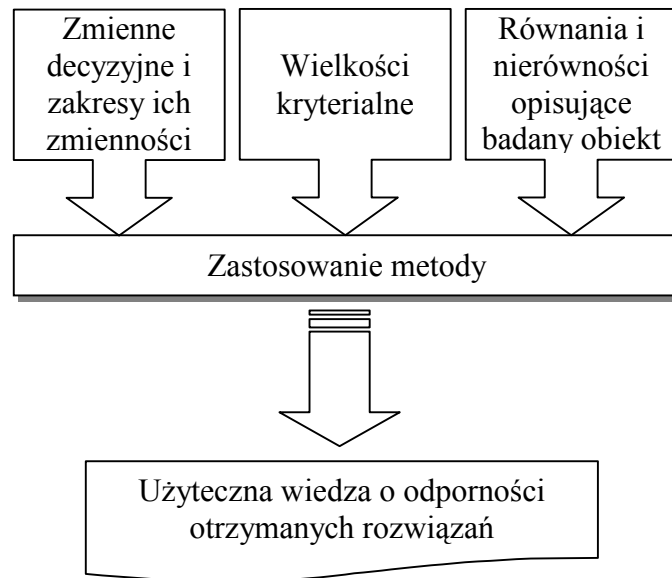 Zmienne
decyzyjne i
zakresy ich
zmienności
Wielkości
kryterialne
Równania i
nierówności
opisujące
badany obiekt
Zastosowanie metody
Użyteczna wiedza o odporności
otrzymanych rozwiązań